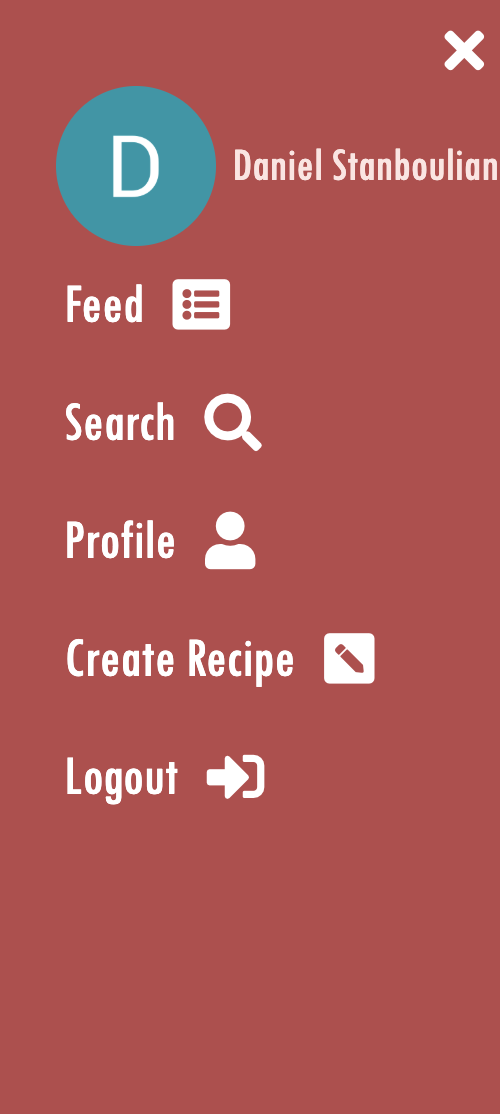 D
Daniel Stanboulian
Feed
Search
Profile
Create Recipe
Logout